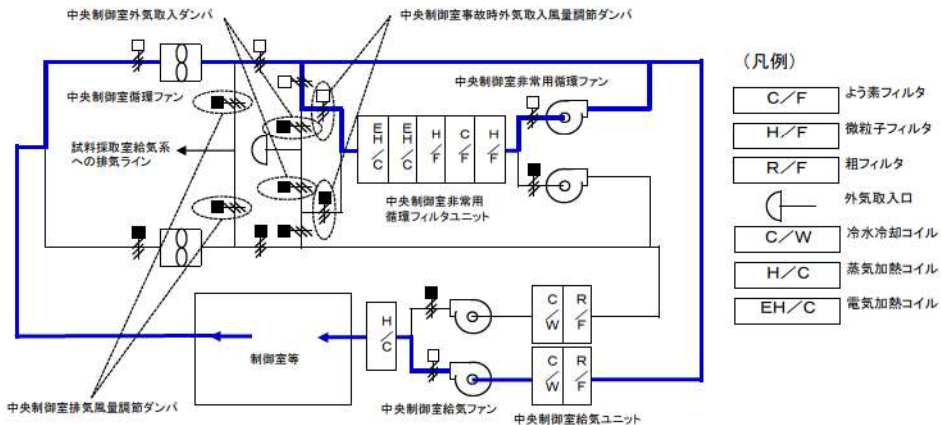 中央制御室外気取入ダンパ
中央制御室事故時外気取入風量調節ダンパ
中央制御室循環ファン
中央制御室非常用循環ファン
試料採取室給気系
への排気ライン
EH/C
EH/C
H/F
C/F
H/F
中央制御室非常用
循環フィルタユニット
制御室等
H/C
C/W
R/F
C/W
R/F
中央制御室排気風量調節ダンパ
中央制御室給気ファン
中央制御室給気ユニット
(凡例)
C/F よう素フィルタ
H/F 微粒子フィルタ
R/F 粗フィルタ
外気取入口
C/W 冷水冷却コイル
H/C 蒸気加熱コイル
EH/C 電気加熱コイル